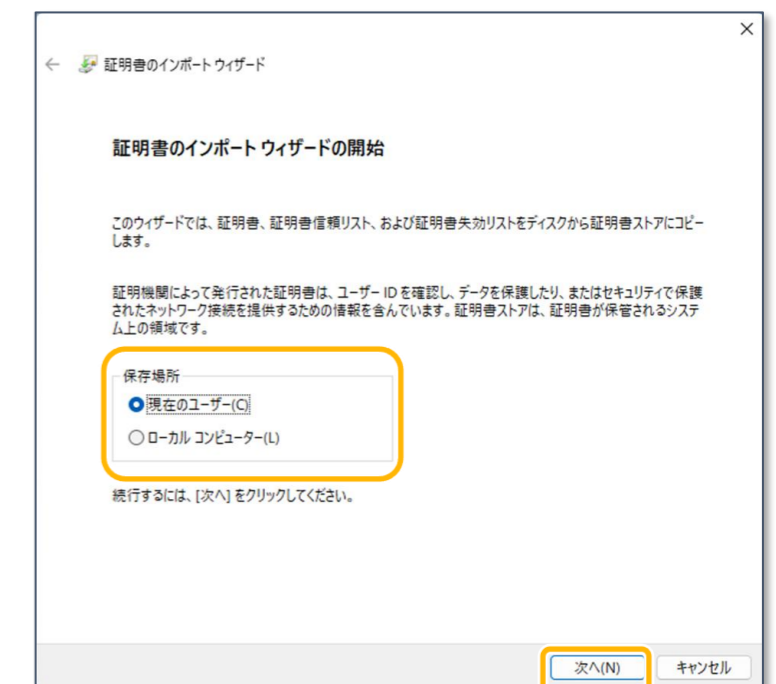 証明書のインポート ウィザード
証明書のインポート ウィザードの開始
このウィザードでは、証明書、証明書信頼リスト、および証明書失効リストをディスクから証明書ストアにコピー
します。
証明機関によって発行された証明書は、ユーザー ID を確認し、データを保護したり、またはセキュリティで保護
されたネットワーク接続を提供するための情報を含んでいます。証明書ストアは、証明書が保管されるシステ
ム上の領域です。
保存場所
現在のユーザー(C)
ローカル コンピューター(L)
続行するには、[次へ] をクリックしてください。
次へ(N) キャンセル